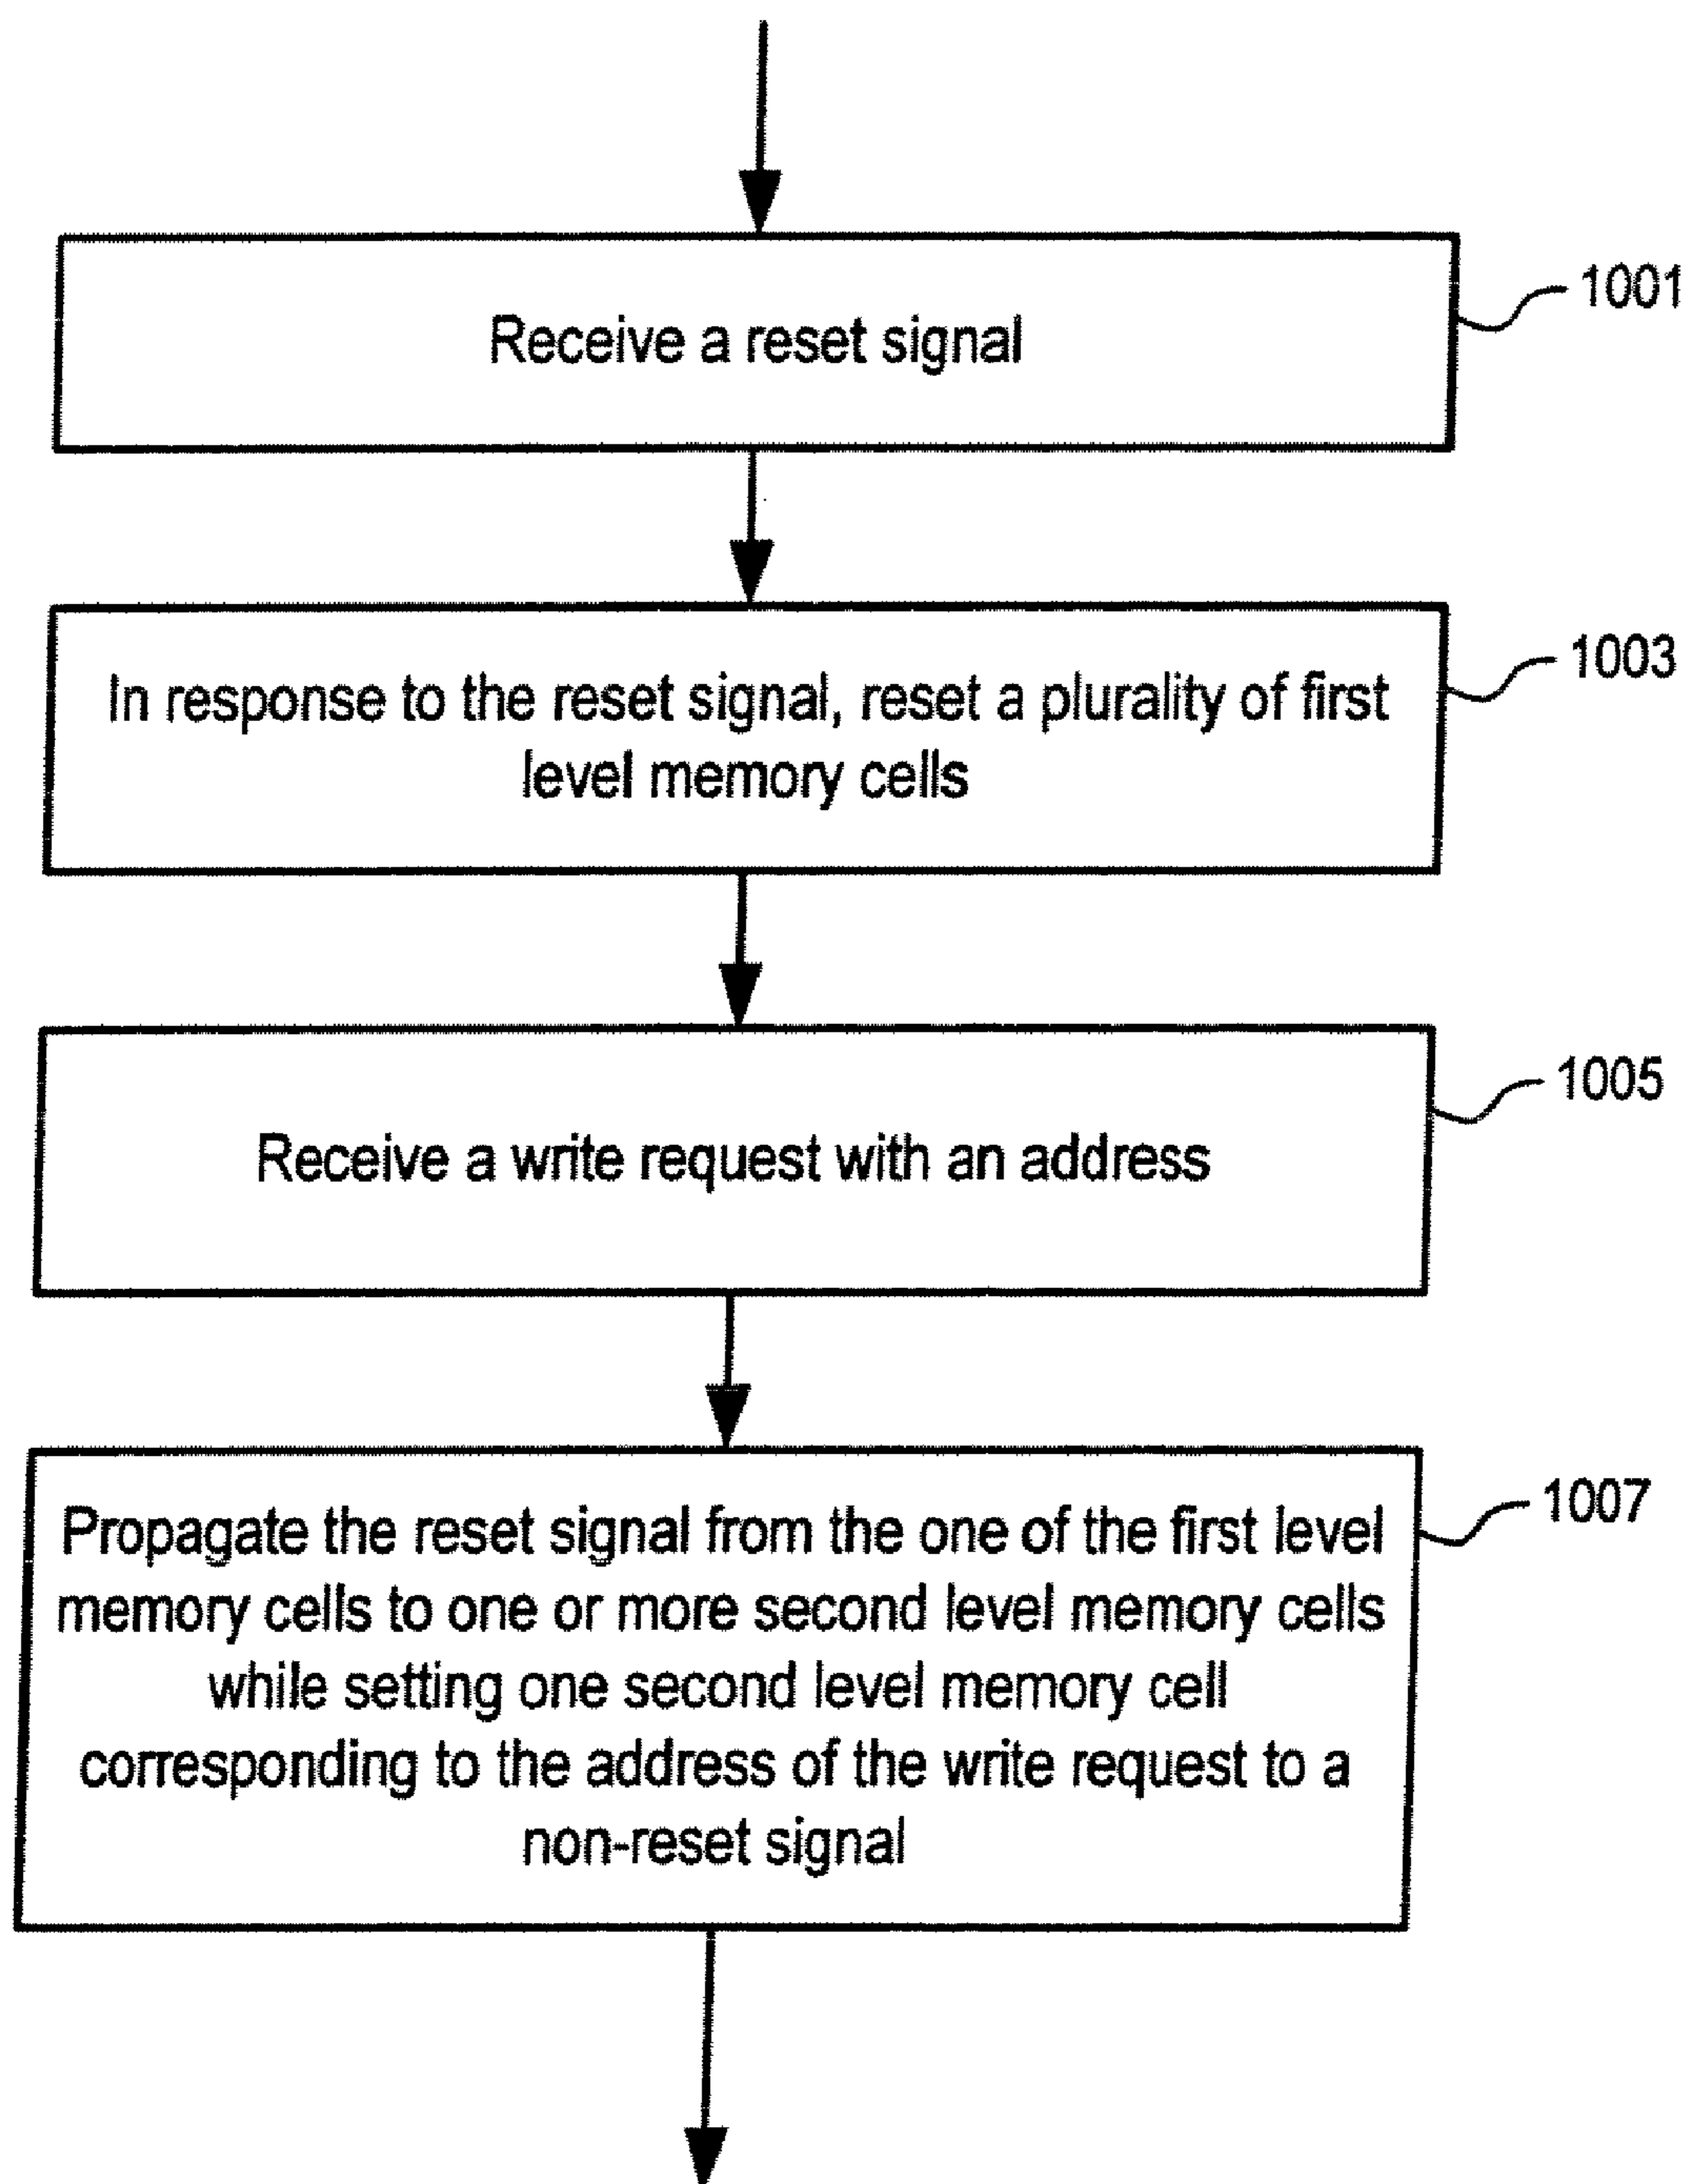 Receive a reset signal
1001
In response to the reset signal, reset a plurality of first
level memory cells
1003
Receive a write request with an address
1005
Propagate the reset signal from the one of the first level
memory cells to one or more second level memory cells
while setting one second level memory cell
corresponding to the address of the write request to a
non-reset signal
1007